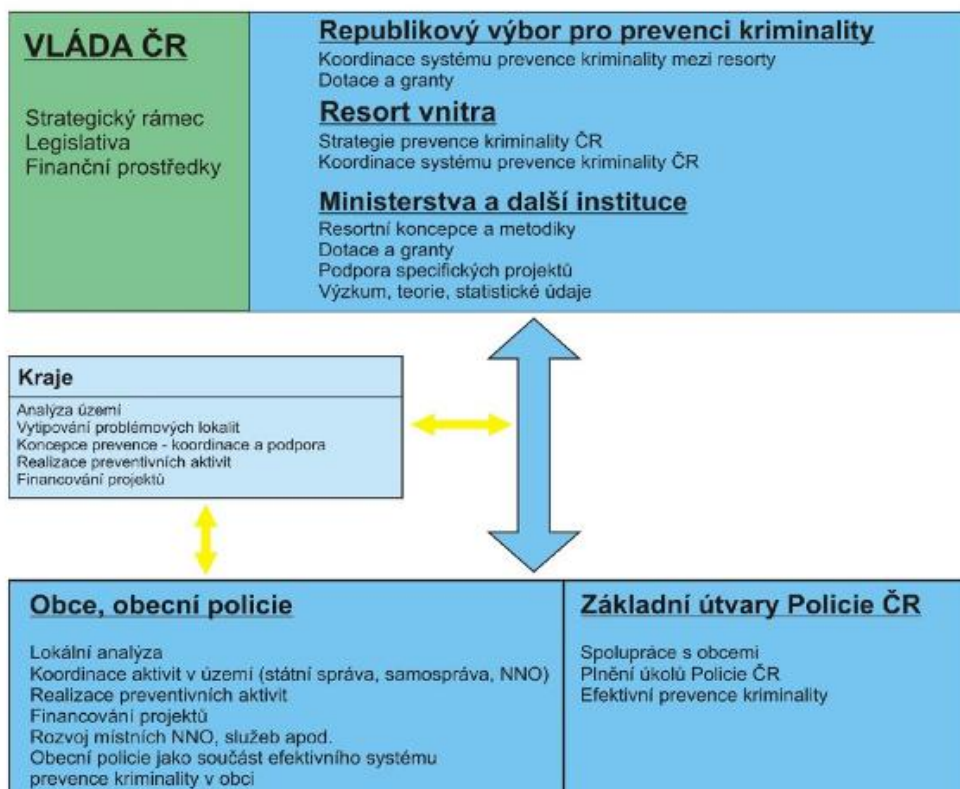 VLÁDA ČR
Strategický rámec
Legislativa
Finanční prostředky
Republikový výbor pro prevenci kriminality
Koordinace systému prevence kriminality mezi resorty
Dotace a granty
Resort vnitra
Strategie prevence kriminality ČR
Koordinace systému prevence kriminality ČR
Ministerstva a další instituce
Resortní koncepce a metodiky
Dotace a granty
Podpora specifických projektů
Výzkum, teorie, statistické údaje
Kraje
Analýza území
Vytipování problémových lokalit
Koncepce prevence - koordinace a podpora
Realizace preventivních aktivit
Financování projektů
Obce, obecní policie
Lokální analýza
Koordinace aktivit v území (státní správa, samospráva, NNO)
Realizace preventivních aktivit
Financování projektů
Rozvoj místních NNO, služeb apod.
Obecní policie jako součást efektivního systému
prevence kriminality v obci
Základní útvary Policie ČR
Spolupráce s obcemi
Plnění úkolů Policie ČR
Efektivní prevence kriminality